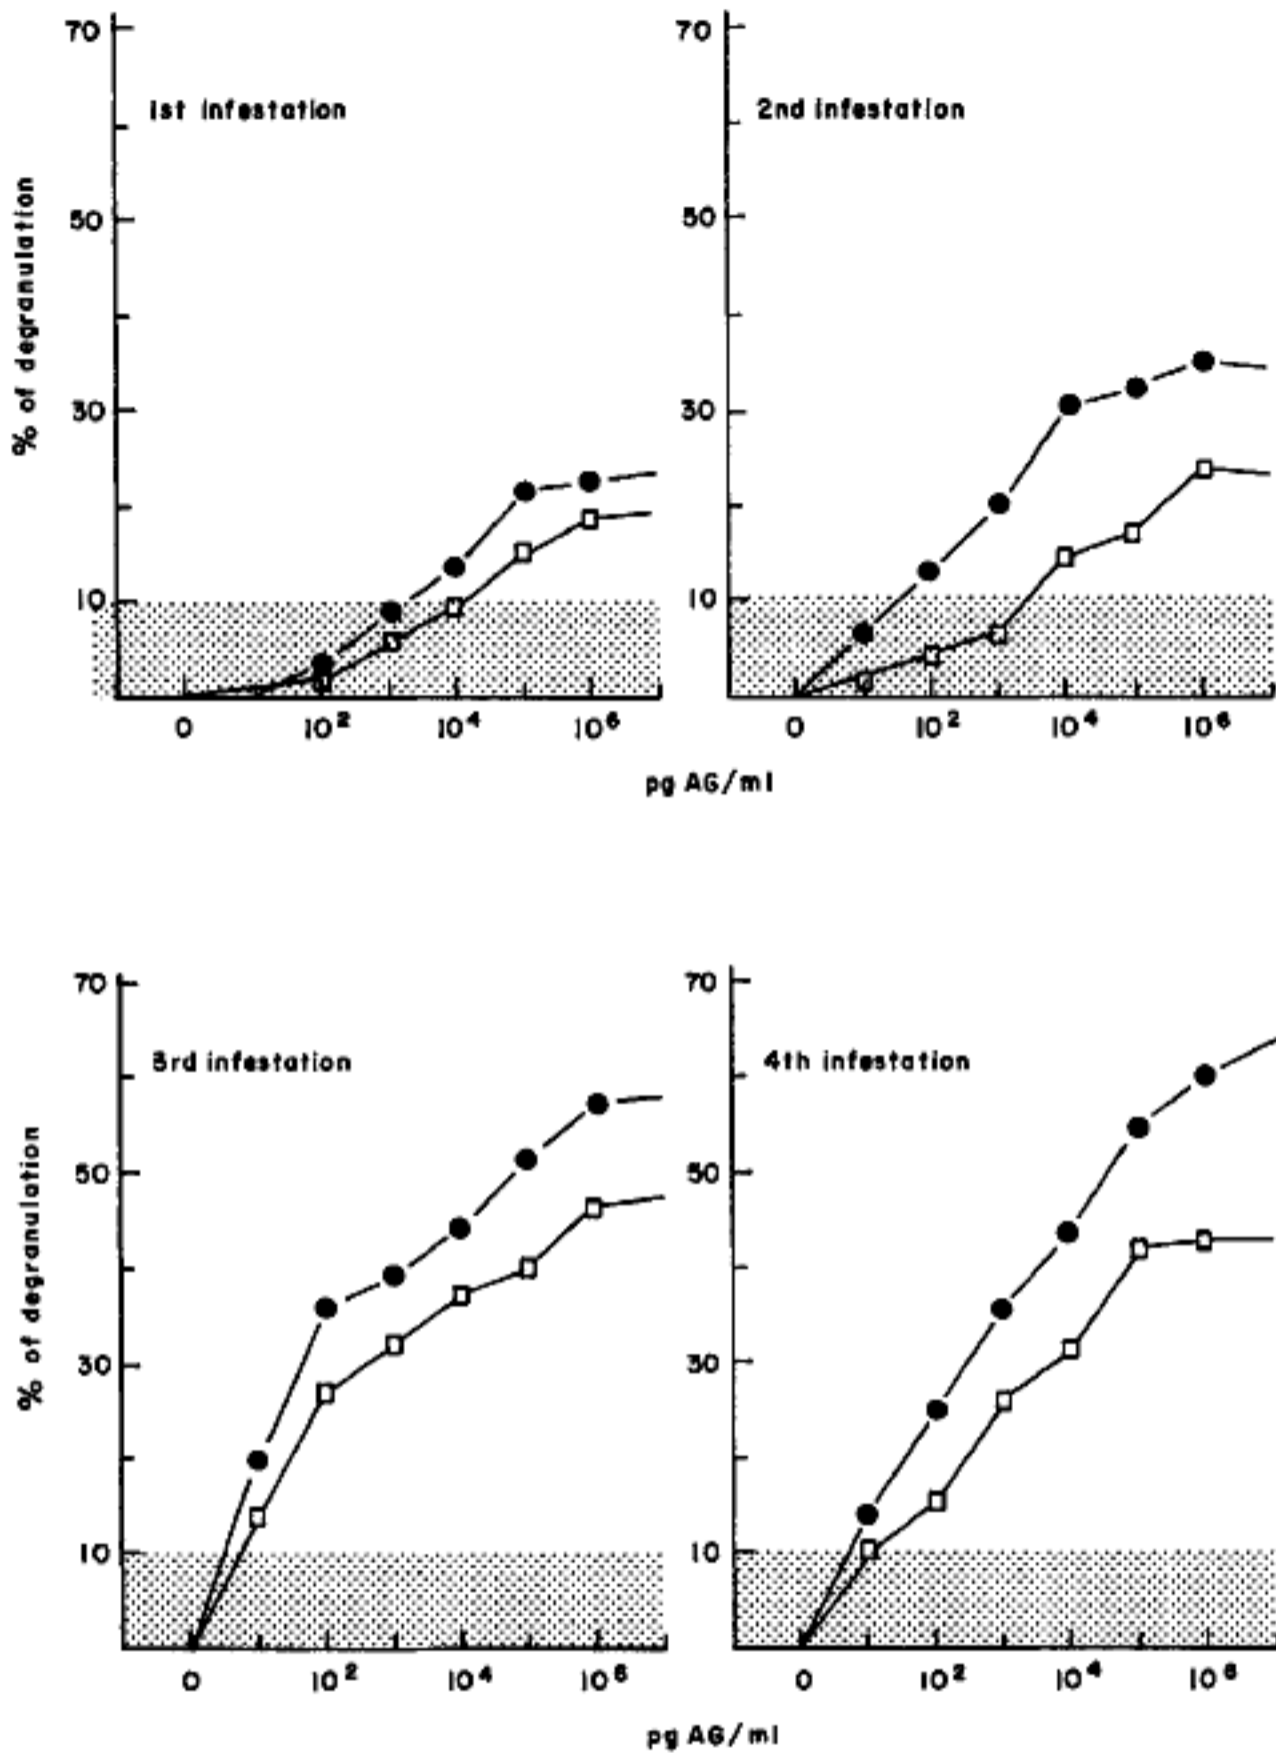 70
1st infestation
50
30
10
% of degranulation
0 10² 10⁴ 10⁶
70
2nd infestation
50
30
10
0 10² 10⁴ 10⁶
pg AG/ml
70
3rd infestation
50
30
10
% of degranulation
0 10² 10⁴ 10⁶
70
4th infestation
50
30
10
0 10² 10⁴ 10⁶
pg AG/ml